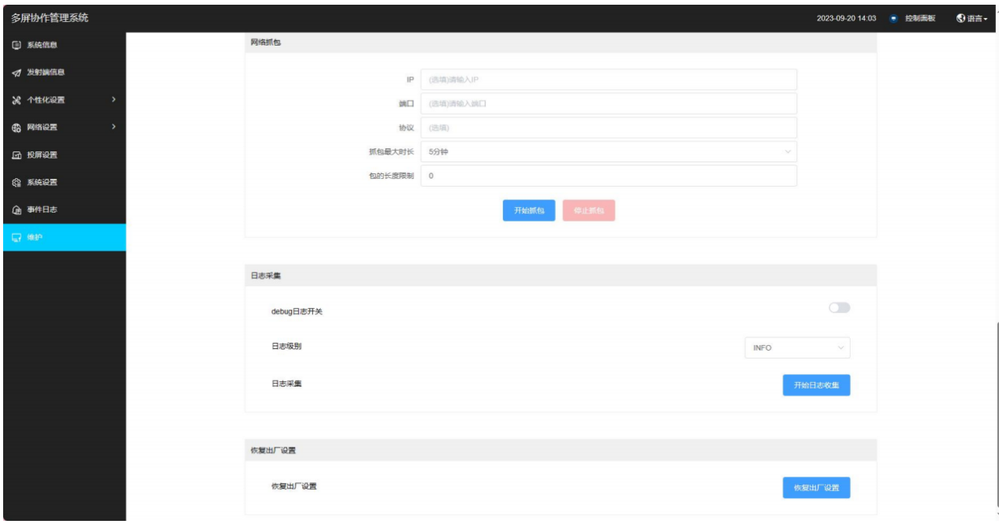 多屏协作管理系统
2023-09-20 14:03
控制面板
语言
系统信息
发射端信息
个性化设置
网络设置
投屏设置
系统设置
事件日志
维护
网络抓包
IP
(选填)请输入IP
端口
(选填)请输入端口
协议
(选填)
抓包最大时长
5分钟
包的长度限制
0
开始抓包
停止抓包
日志采集
debug日志开关
日志级别
INFO
日志采集
开始日志收集
恢复出厂设置
恢复出厂设置
恢复出厂设置